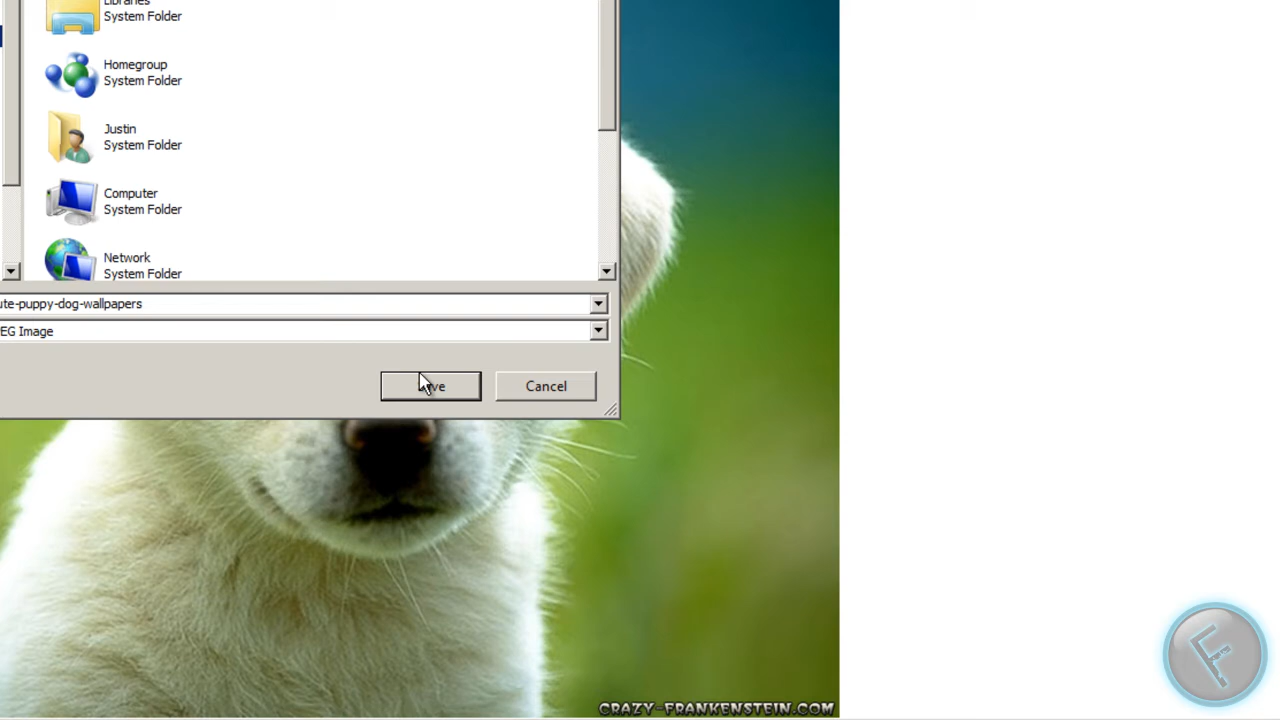 Libraries
System Folder
Homegroup
System Folder
Justin
System Folder
Computer
System Folder
Network
System Folder
ute-puppy-dog-wallpapers
EG Image
Cancel
CRAZY-FRANKENSTEIN.COM